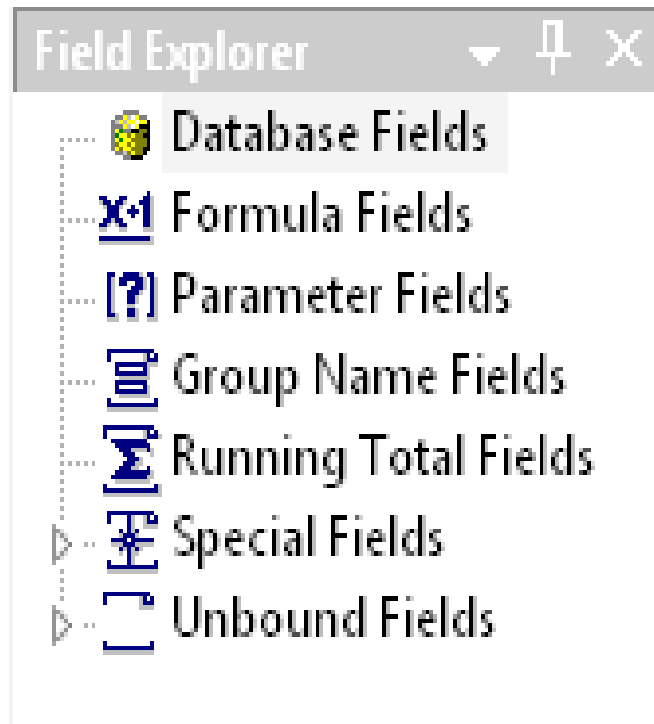 Field Explorer
Database Fields
X+1 Formula Fields
[?] Parameter Fields
Group Name Fields
Σ Running Total Fields
Special Fields
Unbound Fields